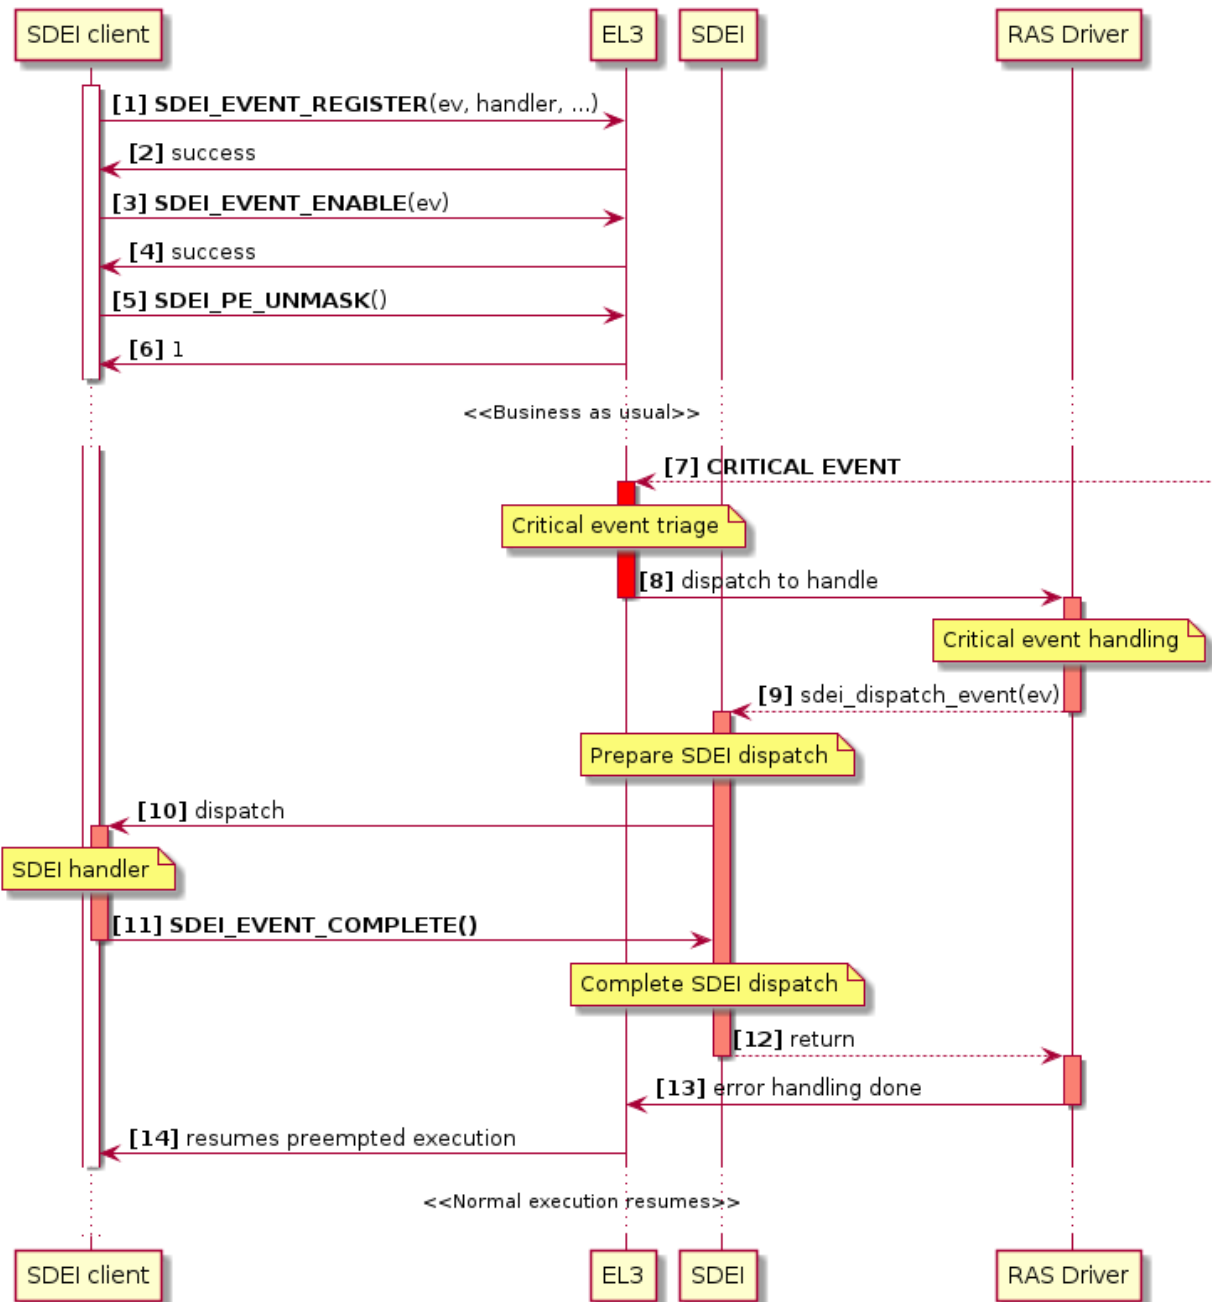 SDEI client
EL3
SDEI
RAS Driver
[1] SDEI_EVENT_REGISTER(ev, handler, ...)
[2] success
[3] SDEI_EVENT_ENABLE(ev)
[4] success
[5] SDEI_PE_UNMASK()
[6] 1
<<Business as usual>>
[7] CRITICAL EVENT
Critical event triage
[8] dispatch to handle
Critical event handling
[9] sdei_dispatch_event(ev)
Prepare SDEI dispatch
[10] dispatch
SDEI handler
[11] SDEI_EVENT_COMPLETE()
Complete SDEI dispatch
[12] return
[13] error handling done
[14] resumes preempted execution
<<Normal execution resumes>>
SDEI client
EL3
SDEI
RAS Driver